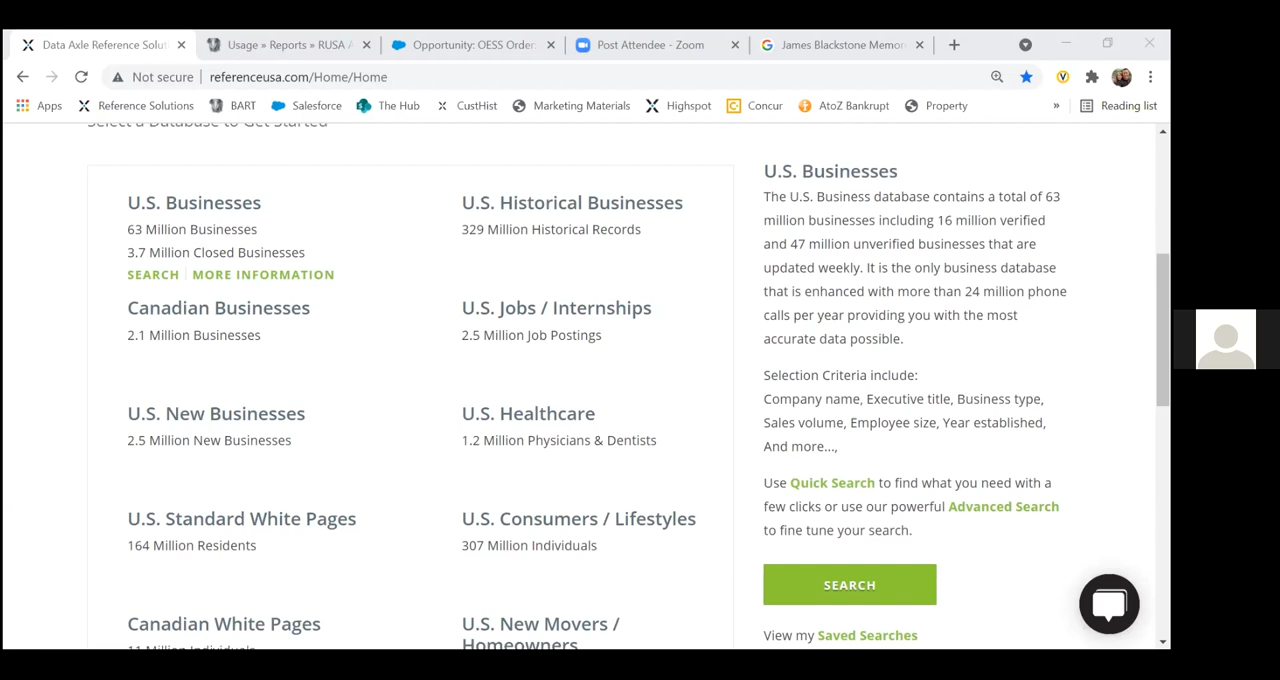 Data Axle Reference Solut
Usage » Reports » RUSA A
Opportunity: OESS Order:
Post Attendee - Zoom
James Blackstone Memor
Not secure
referenceusa.com/Home/Home
Apps
Reference Solutions
BART
Salesforce
The Hub
CustHist
Marketing Materials
Highspot
Concur
AtoZ Bankrupt
Property
»
Reading list
Select a Database to Get Started
U.S. Businesses
63 Million Businesses
3.7 Million Closed Businesses
SEARCH | MORE INFORMATION
U.S. Historical Businesses
329 Million Historical Records
Canadian Businesses
2.1 Million Businesses
U.S. Jobs / Internships
2.5 Million Job Postings
U.S. New Businesses
2.5 Million New Businesses
U.S. Healthcare
1.2 Million Physicians & Dentists
U.S. Standard White Pages
164 Million Residents
U.S. Consumers / Lifestyles
307 Million Individuals
Canadian White Pages
11 Million Individuals
U.S. New Movers /
Homeowners
U.S. Businesses
The U.S. Business database contains a total of 63
million businesses including 16 million verified
and 47 million unverified businesses that are
updated weekly. It is the only business database
that is enhanced with more than 24 million phone
calls per year providing you with the most
accurate data possible.
Selection Criteria include:
Company name, Executive title, Business type,
Sales volume, Employee size, Year established,
And more...,
Use Quick Search to find what you need with a
few clicks or use our powerful Advanced Search
to fine tune your search.
SEARCH
View my Saved Searches